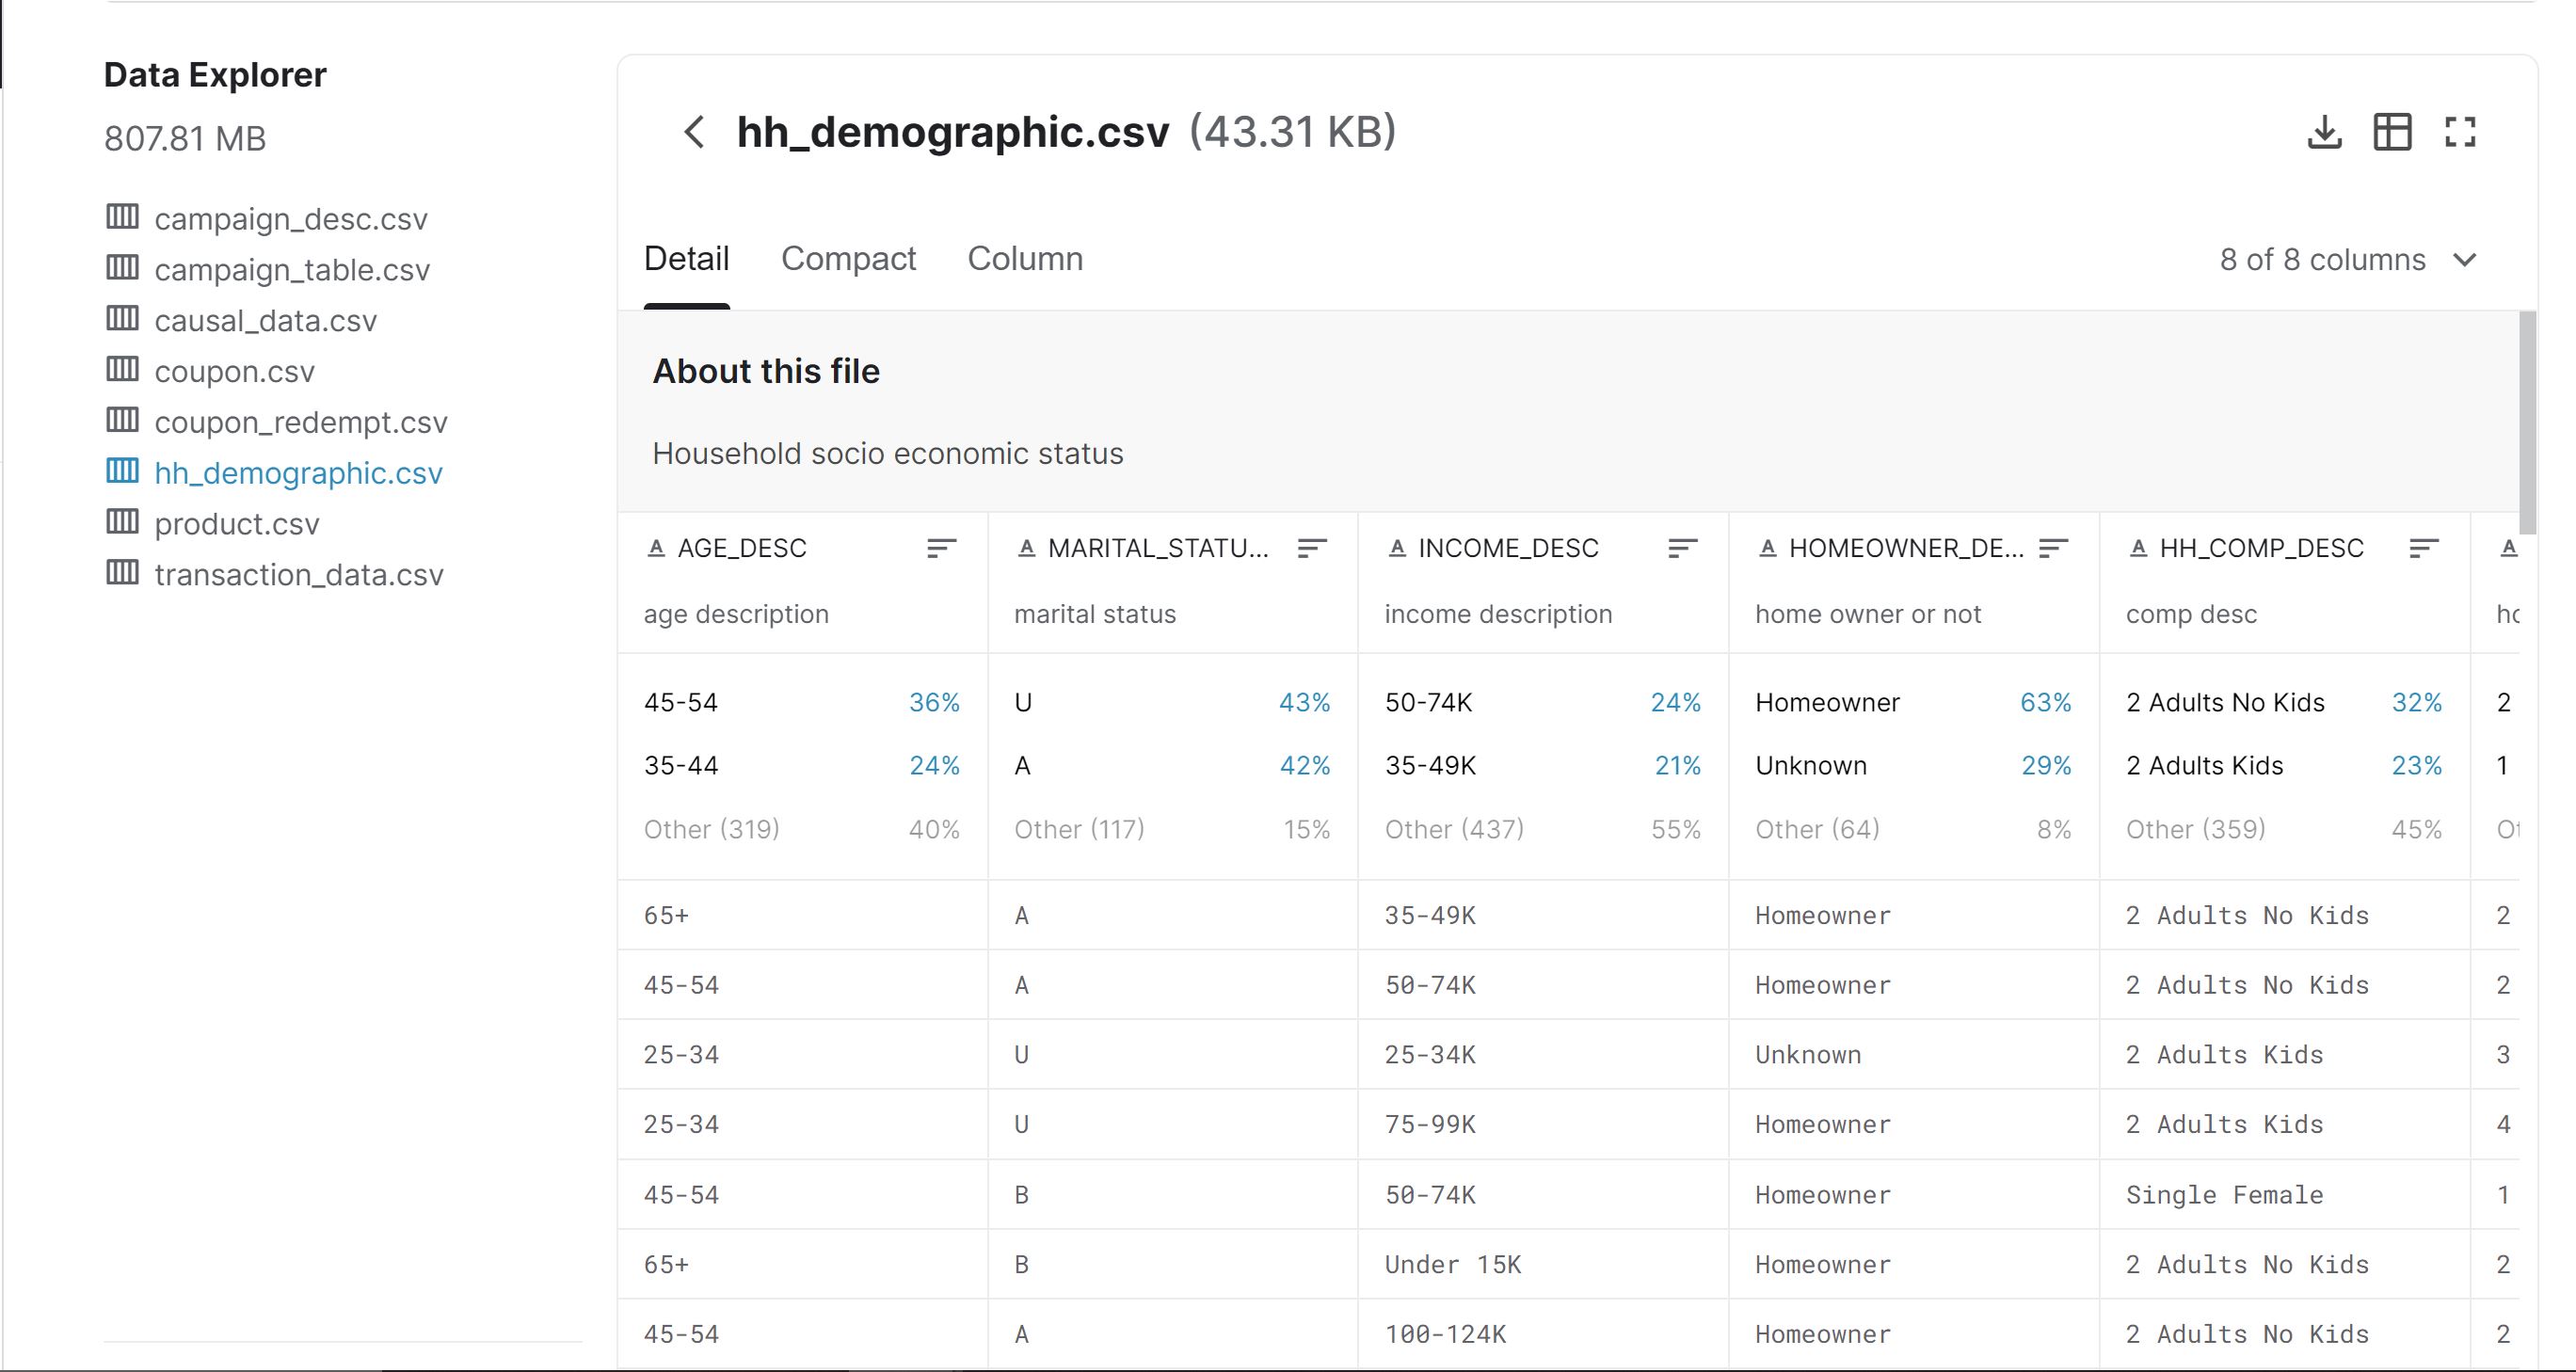 Data Explorer
807.81 MB
campaign_desc.csv
campaign_table.csv
causal_data.csv
coupon.csv
coupon_redempt.csv
hh_demographic.csv
product.csv
transaction_data.csv
hh_demographic.csv (43.31 KB)
Detail Compact Column 8 of 8 columns
About this file
Household socio economic status
AGE_DESC MARITAL_STATU... INCOME_DESC HOMEOWNER_DE... HH_COMP_DESC
age description marital status income description home owner or not comp desc
45-54 36% U 43% 50-74K 24% Homeowner 63% 2 Adults No Kids 32% 2
35-44 24% A 42% 35-49K 21% Unknown 29% 2 Adults Kids 23% 1
Other (319) 40% Other (117) 15% Other (437) 55% Other (64) 8% Other (359) 45%
65+ A 35-49K Homeowner 2 Adults No Kids 2
45-54 A 50-74K Homeowner 2 Adults No Kids 2
25-34 U 25-34K Unknown 2 Adults Kids 3
25-34 U 75-99K Homeowner 2 Adults Kids 4
45-54 B 50-74K Homeowner Single Female 1
65+ B Under 15K Homeowner 2 Adults No Kids 2
45-54 A 100-124K Homeowner 2 Adults No Kids 2